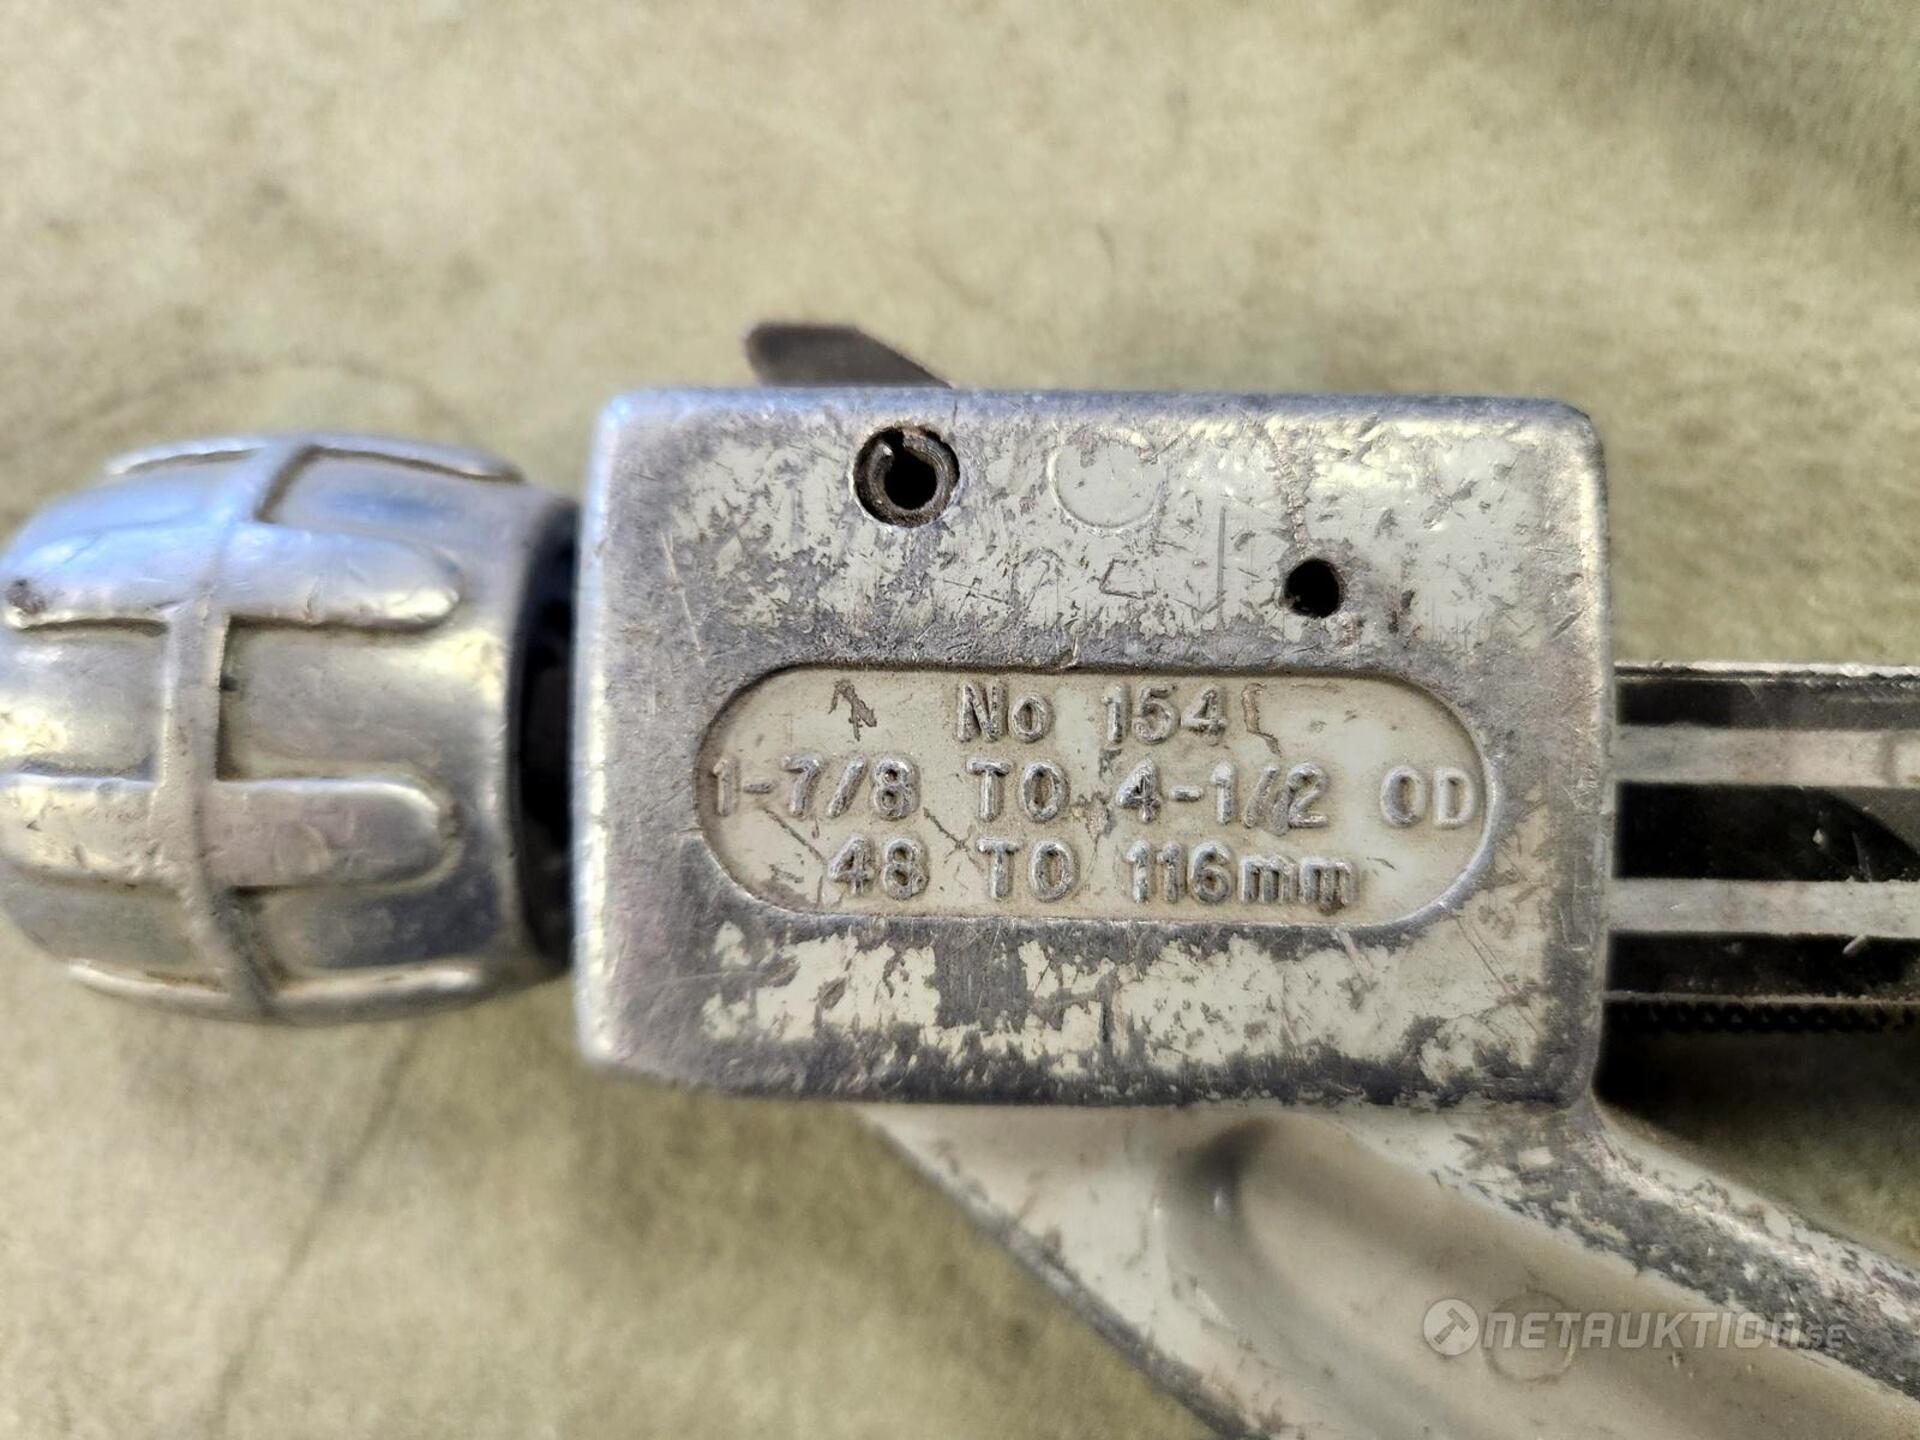 No 154
1-7/8 TO 4-1/2 OD
48 TO 116mm
NETAUKTION.SE